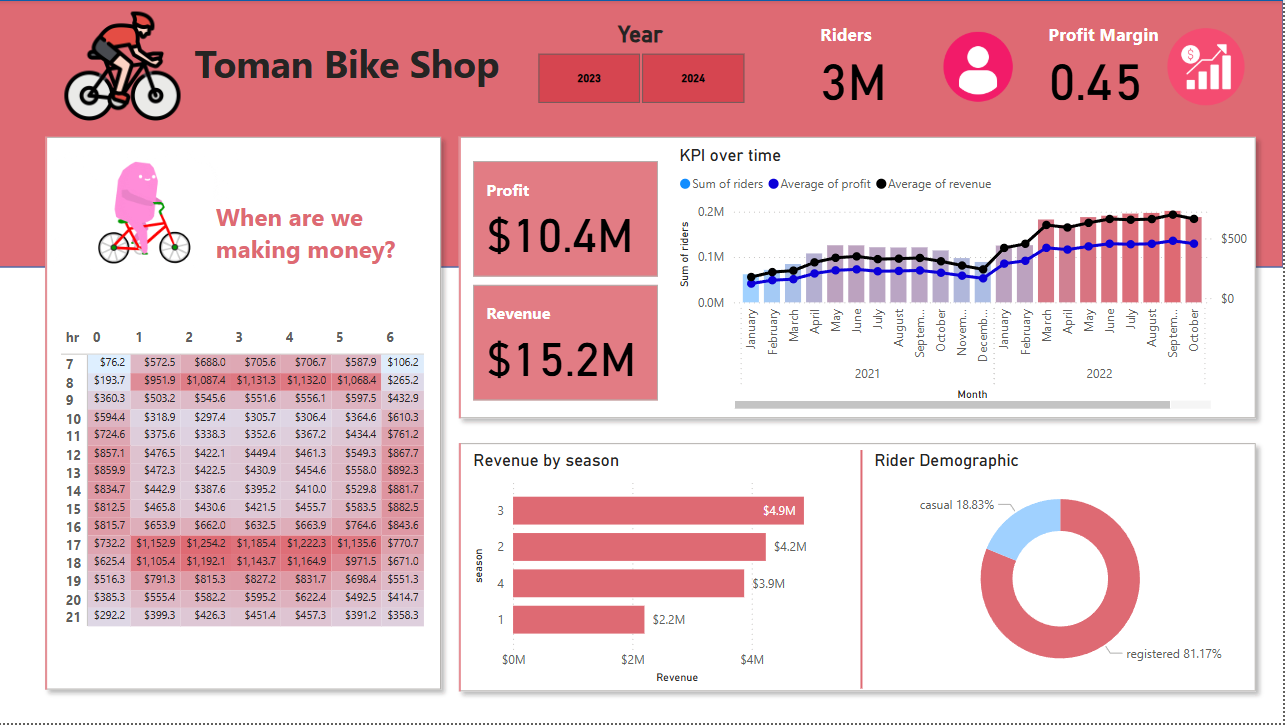 Toman Bike Shop
Year
2023 2024
Riders
3M
Profit Margin
0.45
When are we
making money?
hr 0 1 2 3 4 5 6
7 $76.2 $572.5 $688.0 $705.6 $706.7 $587.9 $106.2
8 $193.7 $951.9 $1,087.4 $1,131.3 $1,132.0 $1,068.4 $265.2
9 $360.3 $503.2 $545.6 $551.6 $556.1 $597.5 $432.9
10 $594.4 $318.9 $297.4 $305.7 $306.4 $364.6 $610.3
11 $724.6 $375.6 $338.3 $352.6 $367.2 $434.4 $761.2
12 $857.1 $476.5 $422.1 $449.4 $461.3 $549.3 $867.7
13 $859.9 $472.3 $422.5 $430.9 $454.6 $558.0 $892.3
14 $834.7 $442.9 $387.6 $395.2 $410.0 $529.8 $881.7
15 $812.5 $465.8 $430.6 $421.5 $455.7 $583.5 $882.5
16 $815.7 $653.9 $662.0 $632.5 $663.9 $764.6 $843.6
17 $732.2 $1,152.9 $1,254.2 $1,185.4 $1,222.3 $1,135.6 $770.7
18 $625.4 $1,105.4 $1,192.1 $1,143.7 $1,164.9 $971.5 $671.0
19 $516.3 $791.3 $815.3 $827.2 $831.7 $698.4 $551.3
20 $385.3 $555.4 $582.2 $595.2 $622.4 $492.5 $414.7
21 $292.2 $399.3 $426.3 $451.4 $457.3 $391.2 $358.3
Profit
$10.4M
Revenue
$15.2M
KPI over time
Sum of riders Average of profit Average of revenue
Sum of riders
0.2M
0.1M
0.0M
$500
$0
January
February
March
April
May
June
July
August
Septem...
October
Novem...
Decemb...
January
February
March
April
May
June
July
August
Septem...
October
2021 2022
Month
Revenue by season
season
3 $4.9M
2 $4.2M
4 $3.9M
1 $2.2M
$0M $2M $4M
Revenue
Rider Demographic
casual 18.83%
registered 81.17%